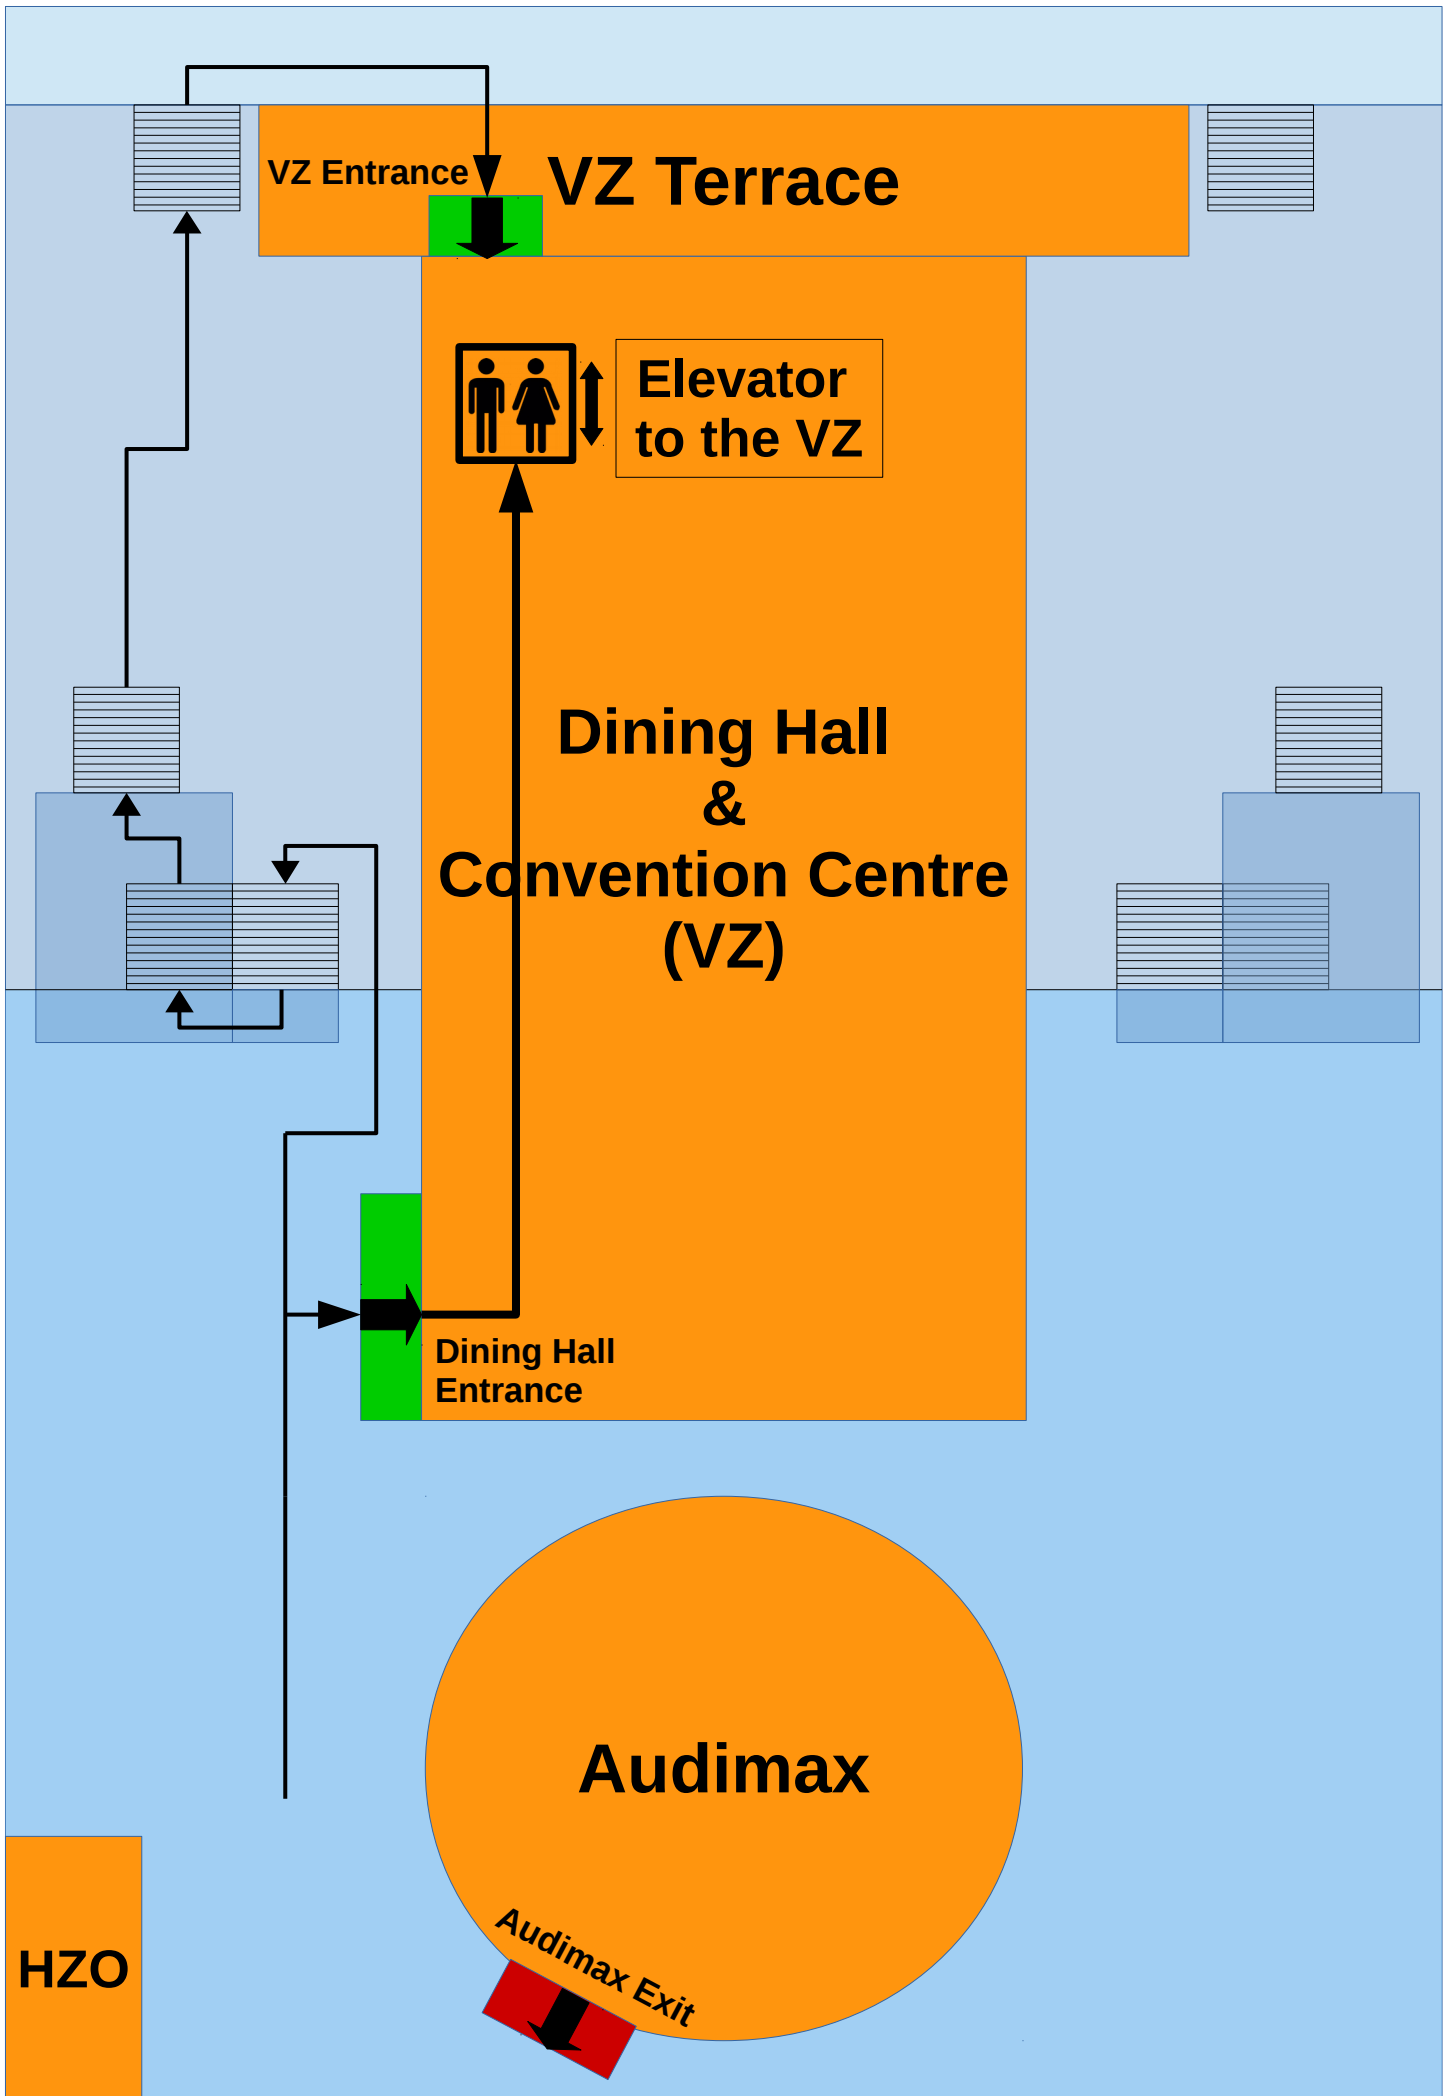 VZ Entrance
VZ Terrace
Elevator
to the VZ
Dining Hall
&
Convention Centre
(VZ)
Dining Hall
Entrance
Audimax
Audimax Exit
HZO